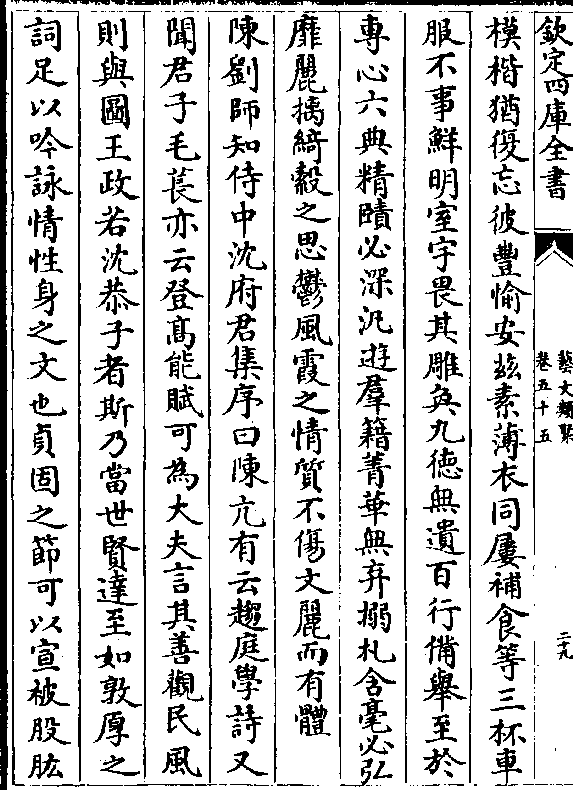 欽定四庫全書
藝文類聚
卷五十五
二九
模楷猶復忘彼豐愉安兹素薄衣同屢補食等三杯車
服不事鮮明室宇畏其雕奐九德無遺百行備舉至於
專心六典精賾必深汎遊羣籍菁華無弃搦札含毫必弘
靡麗摛綺縠之思鬱風霞之情質不傷文麗而有體
陳劉師知侍中沈府君集序曰陳亢有云趨庭學詩又
聞君子毛萇亦云登高能賦可為大夫言其善觀民風
則與圖王政若沈恭子者斯乃當世賢達至如敦厚之
詞足以吟詠情性身之文也貞固之節可以宣被股肱